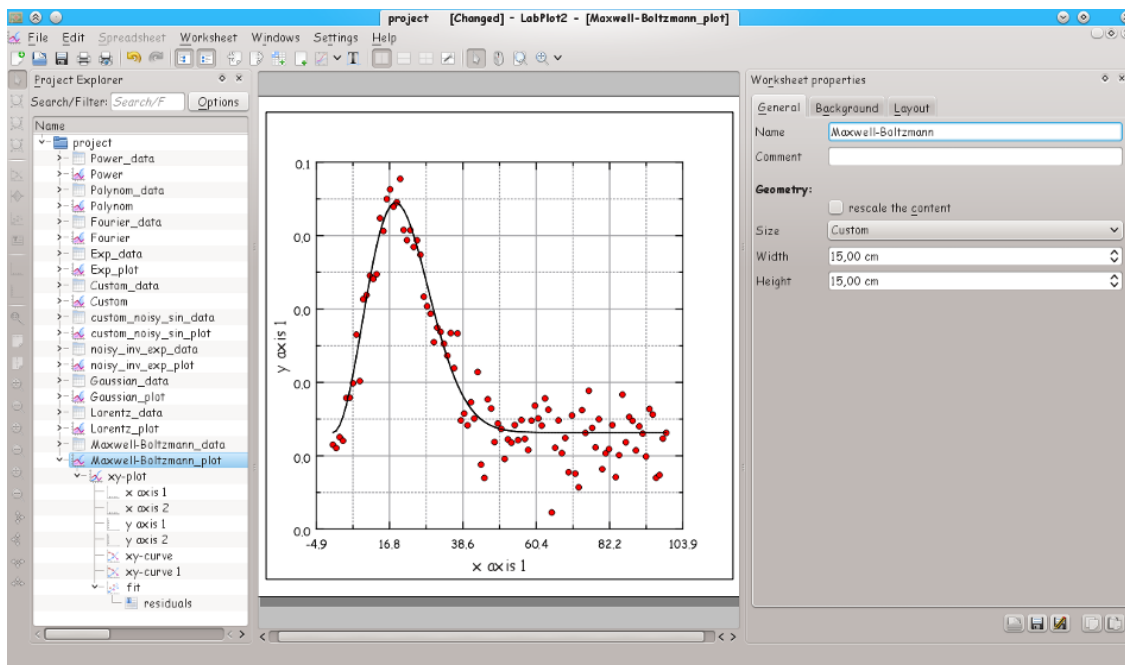 project [Changed] - LabPlot2 - [Maxwell-Boltzmann_plot]
File Edit Spreadsheet Worksheet Windows Settings Help
Project Explorer
Search/Filter: Search/F Options
Name
project
Power_data
Power
Polynom_data
Polynom
Fourier_data
Fourier
Exp_data
Exp_plot
Custom_data
Custom
custom_noisy_sin_data
custom_noisy_sin_plot
noisy_inv_exp_data
noisy_inv_exp_plot
Gaussian_data
Gaussian_plot
Lorentz_data
Lorentz_plot
Maxwell-Boltzmann_data
Maxwell-Boltzmann_plot
xy-plot
x axis 1
x axis 2
y axis 1
y axis 2
xy-curve
xy-curve 1
fit
residuals
0,1
0,0
0,0
0,0
0,0
0,0
y axis 1
-4,9 16,8 38,6 60,4 82,2 103,9
x axis 1
Worksheet properties
General Background Layout
Name Maxwell-Boltzmann
Comment
Geometry:
rescale the content
Size Custom
Width 15,00 cm
Height 15,00 cm